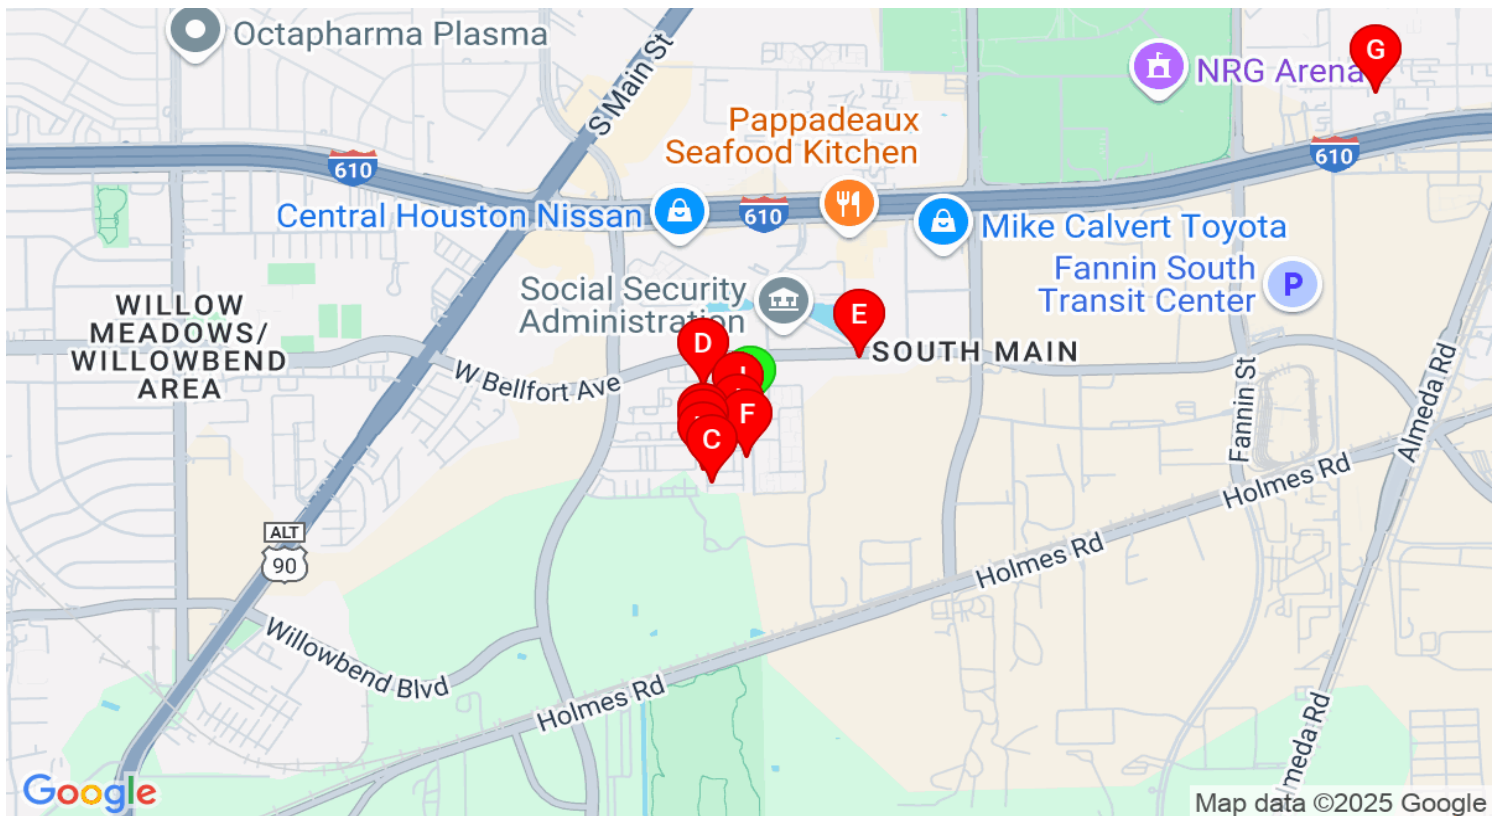 Octapharma Plasma
S Main St
NRG Arena
G
Pappadeaux
Seafood Kitchen
610
610
610
Central Houston Nissan
Mike Calvert Toyota
Fannin South
Transit Center
P
Social Security
Administration
WILLOW
MEADOWS/
WILLOWBEND
AREA
E
D
SOUTH MAIN
W Bellfort Ave
F
C
Fannin St
Almeda Rd
Holmes Rd
ALT
90
Holmes Rd
Willowbend Blvd
Holmes Rd
lmeda Rd
Google
Map data ©2025 Google